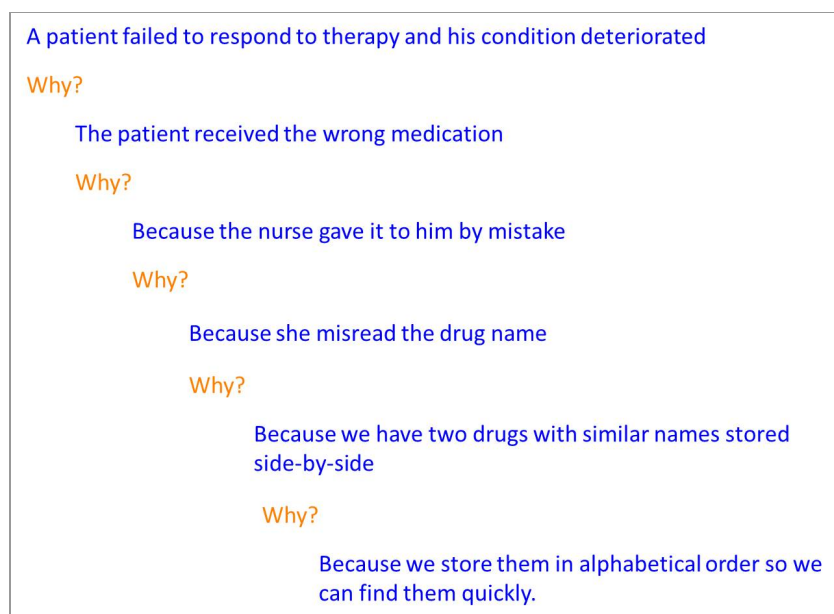 A patient failed to respond to therapy and his condition deteriorated
Why?
The patient received the wrong medication
Why?
Because the nurse gave it to him by mistake
Why?
Because she misread the drug name
Why?
Because we have two drugs with similar names stored
side-by-side
Why?
Because we store them in alphabetical order so we
can find them quickly.